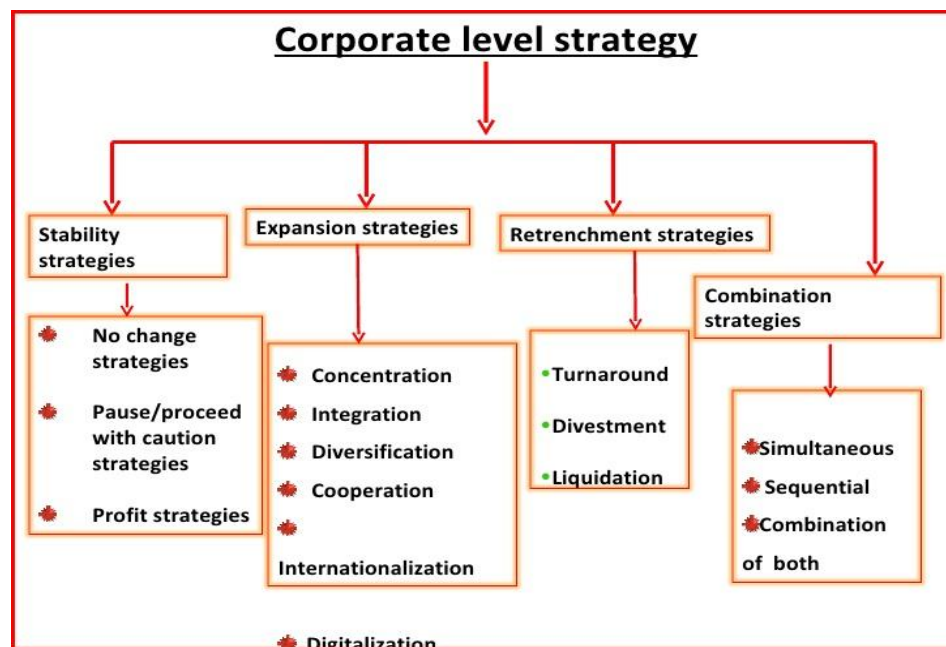 Corporate level strategy
Stability
strategies
No change
strategies
Pause/proceed
with caution
strategies
Profit strategies
Expansion strategies
Concentration
Integration
Diversification
Cooperation
Internationalization
Digitalization
Retrenchment strategies
•Turnaround
•Divestment
•Liquidation
Combination
strategies
Simultaneous
Sequential
Combination
of both